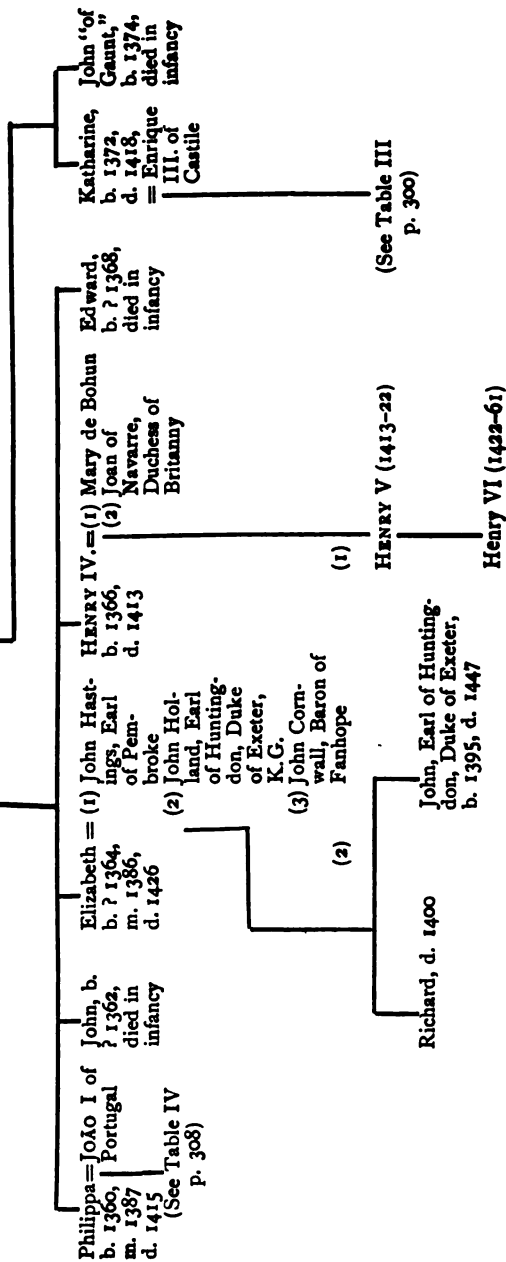 Philippa=JOÃO I of
Portugal
b. 1360,
m. 1387
d. 1415
(See Table IV
p. 308)
John, b.
? 1362,
died in
infancy
Elizabeth = (1) John Hast-
ings, Earl
of Pem-
broke
b. ? 1364,
m. 1386,
d. 1426
(2) John Hol-
land, Earl
of Hunting-
don, Duke
of Exeter,
K.G.
(3) John Corn-
wall, Baron of
Fanhope
(2)
Richard, d. 1400
John, Earl of Hunting-
don, Duke of Exeter,
b. 1395, d. 1447
HENRY IV.=(1) Mary de Bohun
b. 1366,
d. 1413
(2) Joan of
Navarre,
Duchess of
Britanny
(1)
HENRY V (1413-22)
Henry VI (1422-61)
Edward,
b. ? 1368,
died in
infancy
Katharine,
b. 1372,
d. 1418,
= Enrique
III. of
Castile
(See Table III
p. 300)
John “of
Gaunt,”
b. 1374,
died in
infancy